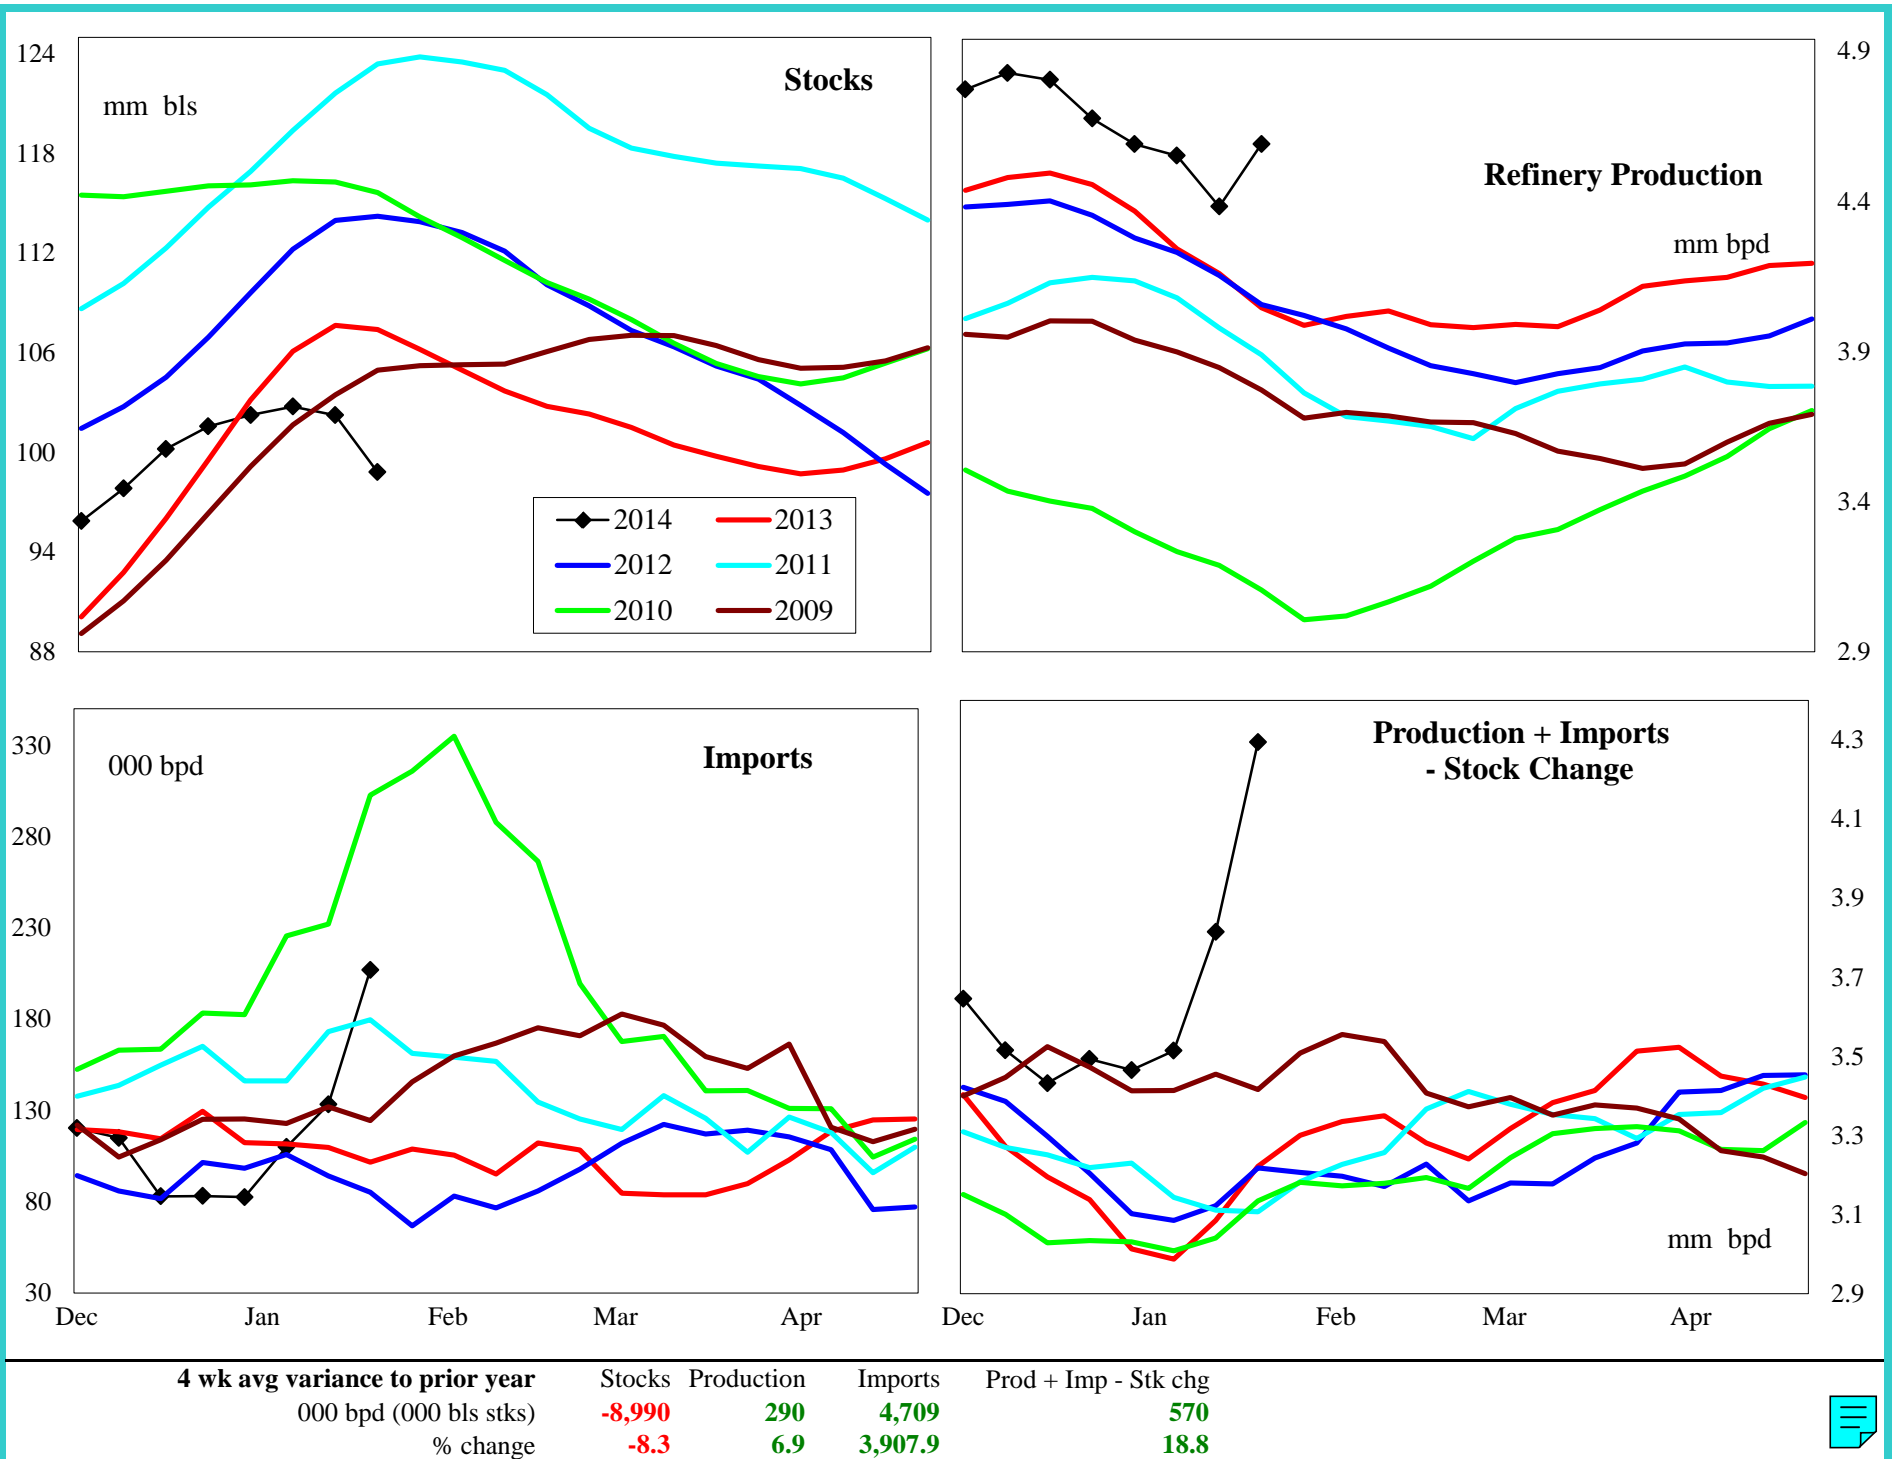 Stocks
mm bls
124
118
112
106
100
94
88
2014
2013
2012
2011
2010
2009
Refinery Production
mm bpd
4.9
4.4
3.9
3.4
2.9
Imports
000 bpd
330
280
230
180
130
80
30
Dec Jan Feb Mar Apr
Production + Imports
- Stock Change
mm bpd
4.3
4.1
3.9
3.7
3.5
3.3
3.1
2.9
Dec Jan Feb Mar Apr
4 wk avg variance to prior year Stocks Production Imports Prod + Imp - Stk chg
000 bpd (000 bls stks) -8,990 290 4,709 570
% change -8.3 6.9 3,907.9 18.8